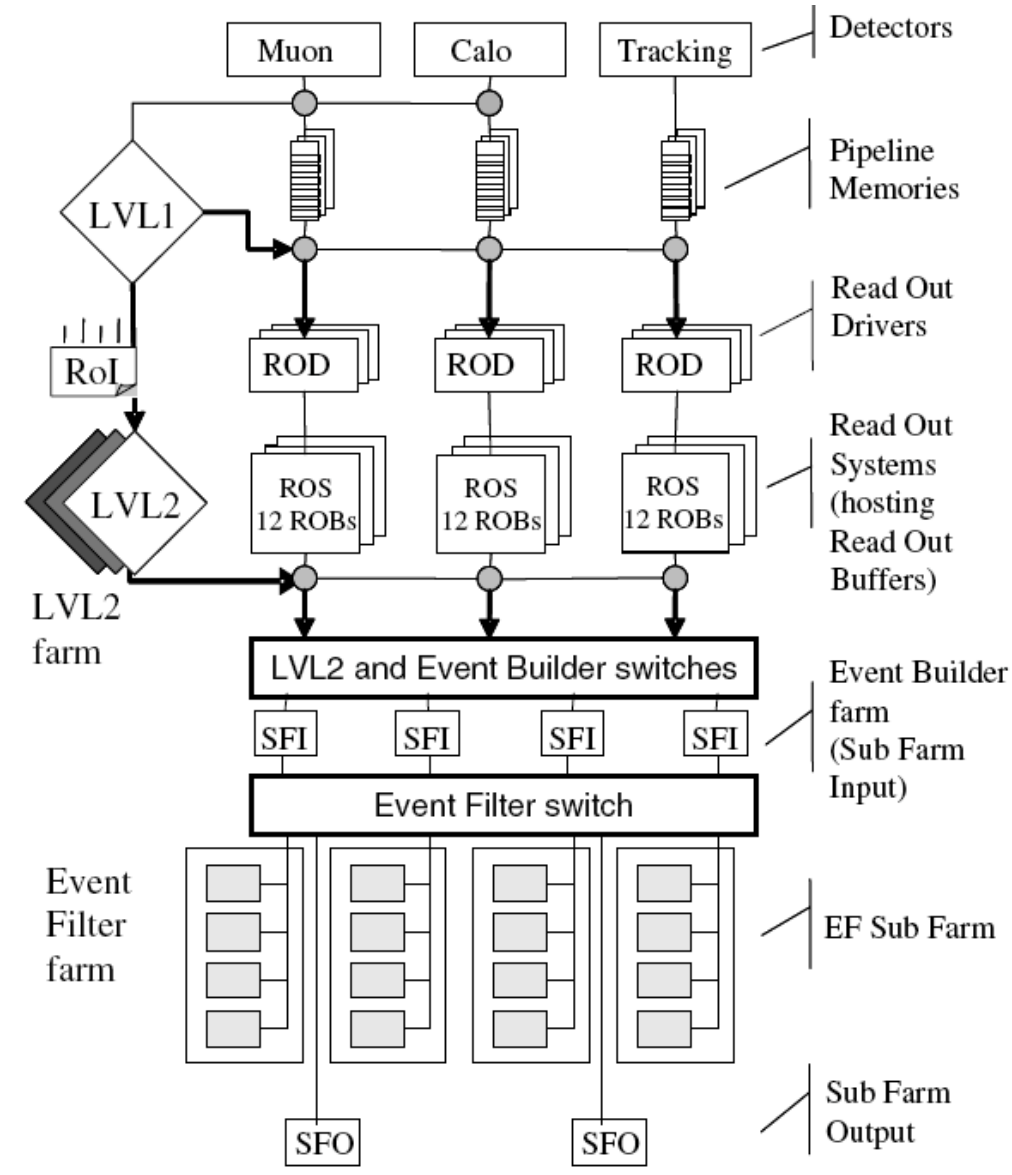 Muon
Calo
Tracking
Detectors
Pipeline
Memories
LVL1
Read Out
Drivers
RoI
ROD
ROD
ROD
Read Out
Systems
(hosting
Read Out
Buffers)
ROS
12 ROBs
ROS
12 ROBs
ROS
12 ROBs
LVL2
LVL2
farm
LVL2 and Event Builder switches
Event Builder
farm
(Sub Farm
Input)
SFI
SFI
SFI
SFI
Event Filter switch
Event
Filter
farm
EF Sub Farm
Sub Farm
Output
SFO
SFO